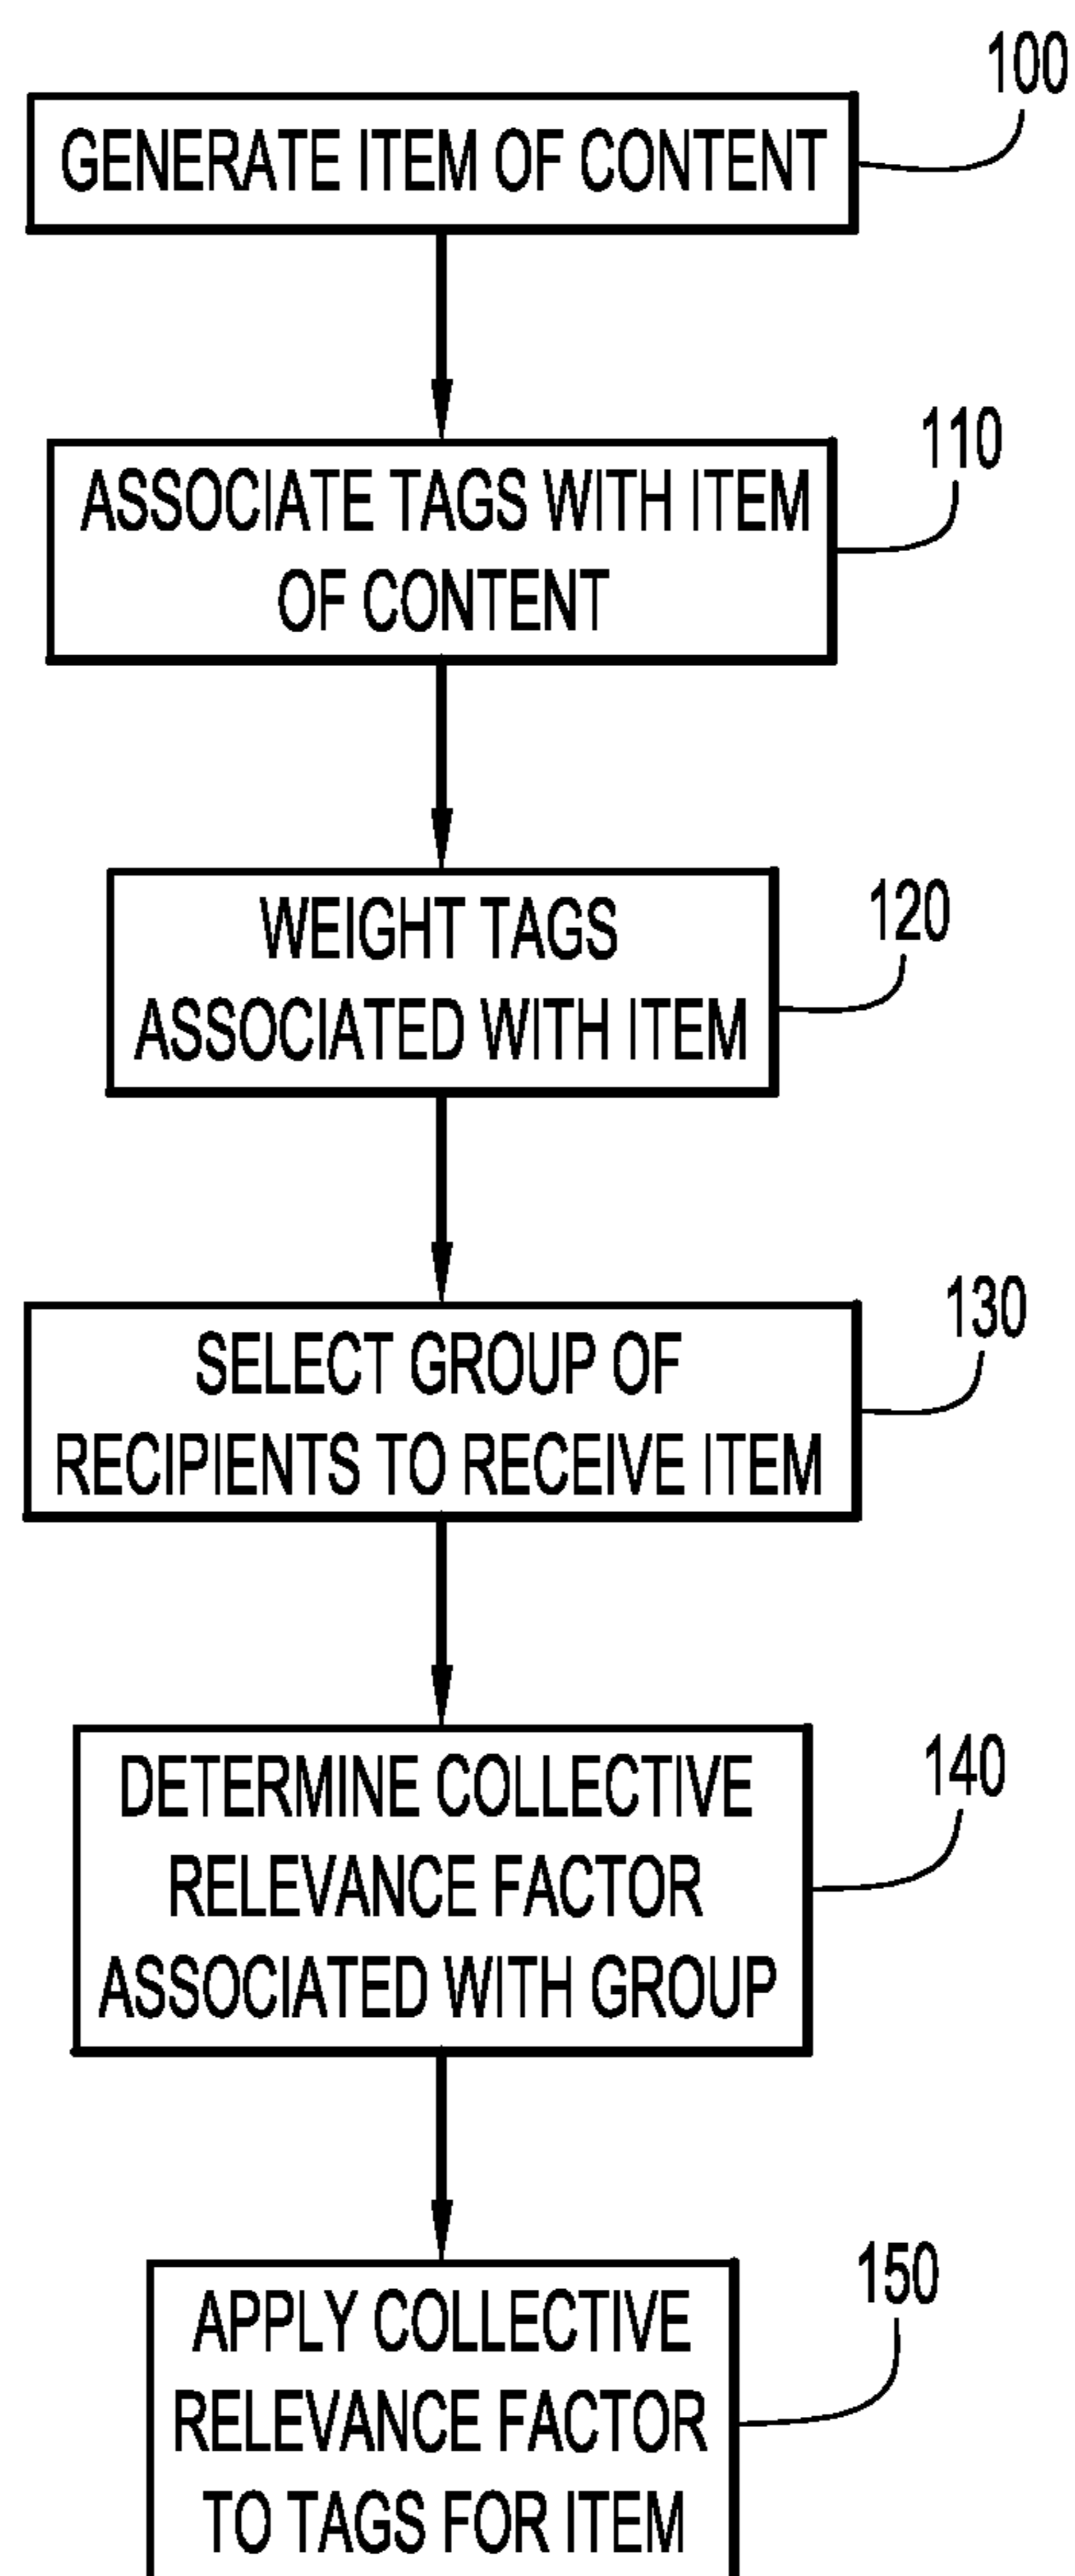 100
GENERATE ITEM OF CONTENT
110
ASSOCIATE TAGS WITH ITEM
OF CONTENT
120
WEIGHT TAGS
ASSOCIATED WITH ITEM
130
SELECT GROUP OF
RECIPIENTS TO RECEIVE ITEM
140
DETERMINE COLLECTIVE
RELEVANCE FACTOR
ASSOCIATED WITH GROUP
150
APPLY COLLECTIVE
RELEVANCE FACTOR
TO TAGS FOR ITEM